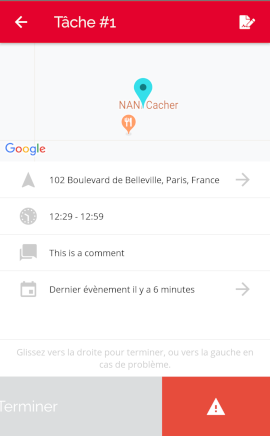 Tâche #1
NANI Cacher
Google
102 Boulevard de Belleville, Paris, France
12:29 - 12:59
This is a comment
Dernier évènement il y a 6 minutes
Glissez vers la droite pour terminer, ou vers la gauche en
cas de problème.
Terminer